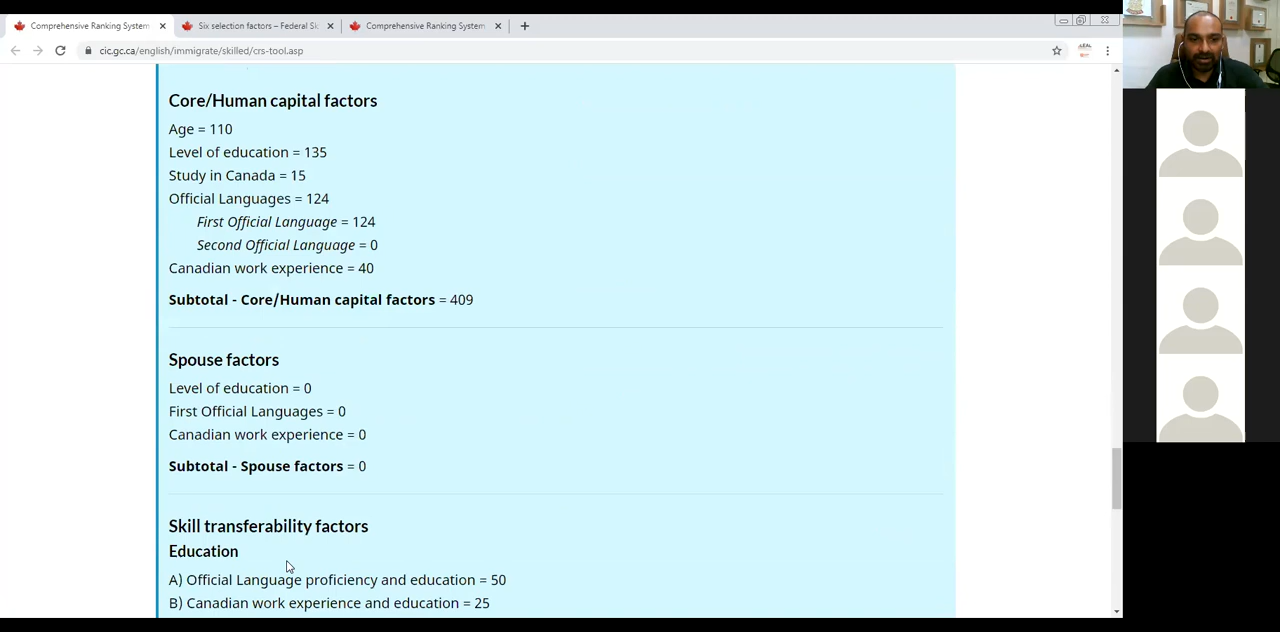 Comprehensive Ranking System
Six selection factors – Federal Sk
Comprehensive Ranking System
cic.gc.ca/english/immigrate/skilled/crs-tool.asp
Core/Human capital factors
Age = 110
Level of education = 135
Study in Canada = 15
Official Languages = 124
First Official Language = 124
Second Official Language = 0
Canadian work experience = 40
Subtotal - Core/Human capital factors = 409
Spouse factors
Level of education = 0
First Official Languages = 0
Canadian work experience = 0
Subtotal - Spouse factors = 0
Skill transferability factors
Education
A) Official Language proficiency and education = 50
B) Canadian work experience and education = 25